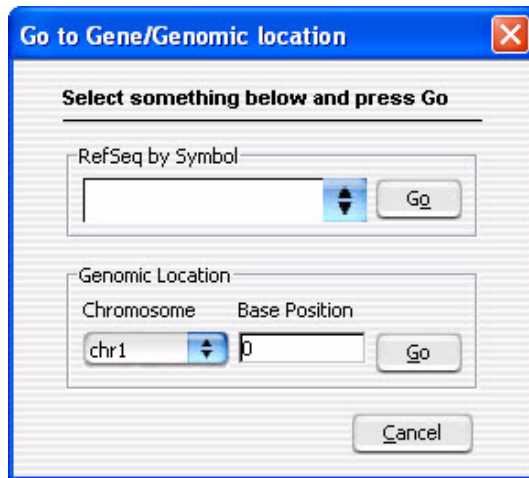 Go to Gene/Genomic location
Select something below and press Go
RefSeq by Symbol
Go
Genomic Location
Chromosome Base Position
chr1 0 Go
Cancel